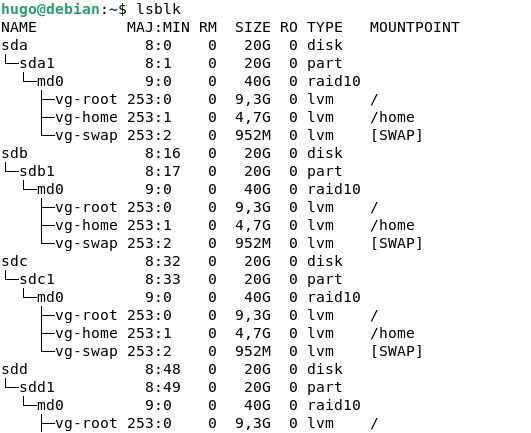 hugo@debian:~$ lsblk
NAME          MAJ:MIN RM  SIZE RO TYPE   MOUNTPOINT
sda             8:0    0   20G  0 disk
└─sda1          8:1    0   20G  0 part
  └─md0         9:0    0   40G  0 raid10
    ├─vg-root 253:0    0  9,3G  0 lvm    /
    ├─vg-home 253:1    0  4,7G  0 lvm    /home
    └─vg-swap 253:2    0  952M  0 lvm    [SWAP]
sdb             8:16   0   20G  0 disk
└─sdb1          8:17   0   20G  0 part
  └─md0         9:0    0   40G  0 raid10
    ├─vg-root 253:0    0  9,3G  0 lvm    /
    ├─vg-home 253:1    0  4,7G  0 lvm    /home
    └─vg-swap 253:2    0  952M  0 lvm    [SWAP]
sdc             8:32   0   20G  0 disk
└─sdc1          8:33   0   20G  0 part
  └─md0         9:0    0   40G  0 raid10
    ├─vg-root 253:0    0  9,3G  0 lvm    /
    ├─vg-home 253:1    0  4,7G  0 lvm    /home
    └─vg-swap 253:2    0  952M  0 lvm    [SWAP]
sdd             8:48   0   20G  0 disk
└─sdd1          8:49   0   20G  0 part
  └─md0         9:0    0   40G  0 raid10
    ├─vg-root 253:0    0  9,3G  0 lvm    /